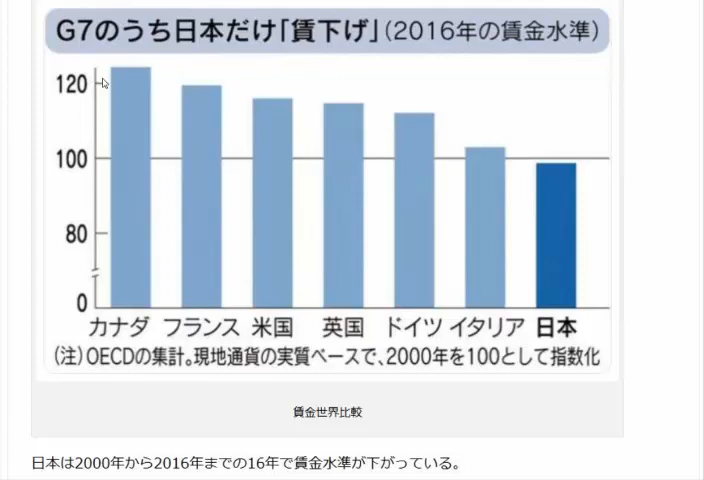 G7のうち日本だけ「賃下げ」(2016年の賃金水準)
120
100
80
0
カナダ フランス 米国 英国 ドイツ イタリア 日本
(注)OECDの集計。現地通貨の実質ベースで、2000年を100として指数化
賃金世界比較
日本は2000年から2016年までの16年で賃金水準が下がっている。